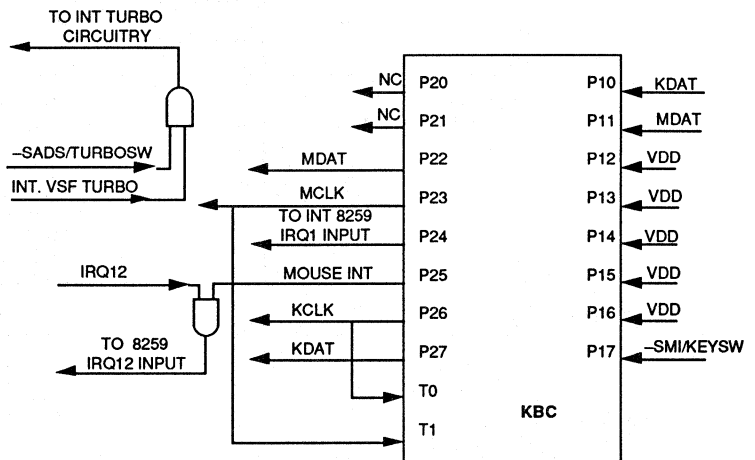 TO INT TURBO
CIRCUITRY
–SADS/TURBOSW
INT. VSF TURBO
NC
P20
P10
KDAT
NC
P21
P11
MDAT
MDAT
P22
P12
VDD
MCLK
P23
P13
VDD
TO INT 8259
IRQ1 INPUT
P24
P14
VDD
IRQ12
MOUSE INT
P25
P15
VDD
KCLK
P26
P16
VDD
TO 8259
IRQ12 INPUT
KDAT
P27
P17
–SMI/KEYSW
T0
KBC
T1